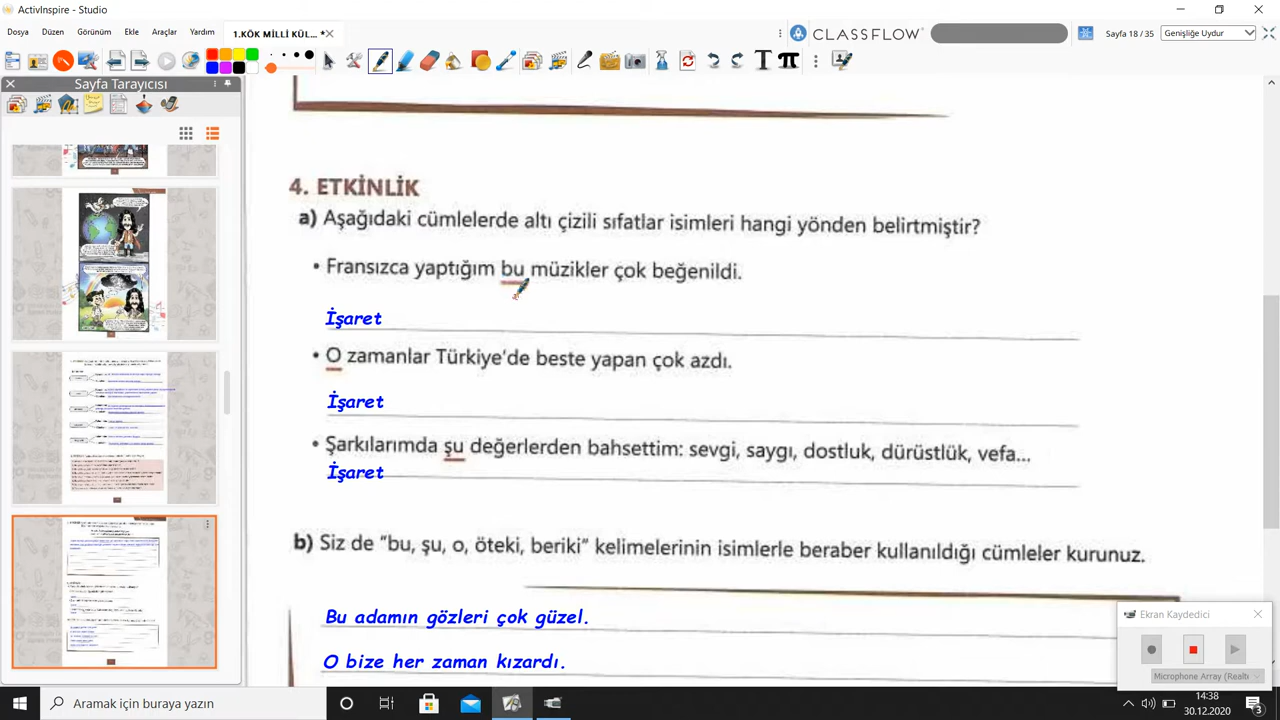 ActivInspire - Studio
Dosya Düzen Görünüm Ekle Araçlar Yardım 1.KÖK MİLLİ KÜL... * CLASSFLOW Sayfa 18 / 35 Genişliğe Uydur
Sayfa Tarayıcısı
4. ETKİNLİK
a) Aşağıdaki cümlelerde altı çizili sıfatlar isimleri hangi yönden belirtmiştir?
• Fransızca yaptığım bu müzikler çok beğenildi.
İşaret
• O zamanlar Türkiye'de beste yapan çok azdı.
İşaret
• Şarkılarımda şu değerlerden bahsettim: sevgi, saygı, dostluk, dürüstlük, vefa...
İşaret
b) Siz de "bu, şu, o, öteki, beriki" kelimelerinin isimlerle beraber kullanıldığı cümleler kurunuz.
Bu adamın gözleri çok güzel.
O bize her zaman kızardı.
Ekran Kaydedici
Microphone Array (Realte
Aramak için buraya yazın
14:38
30.12.2020
3